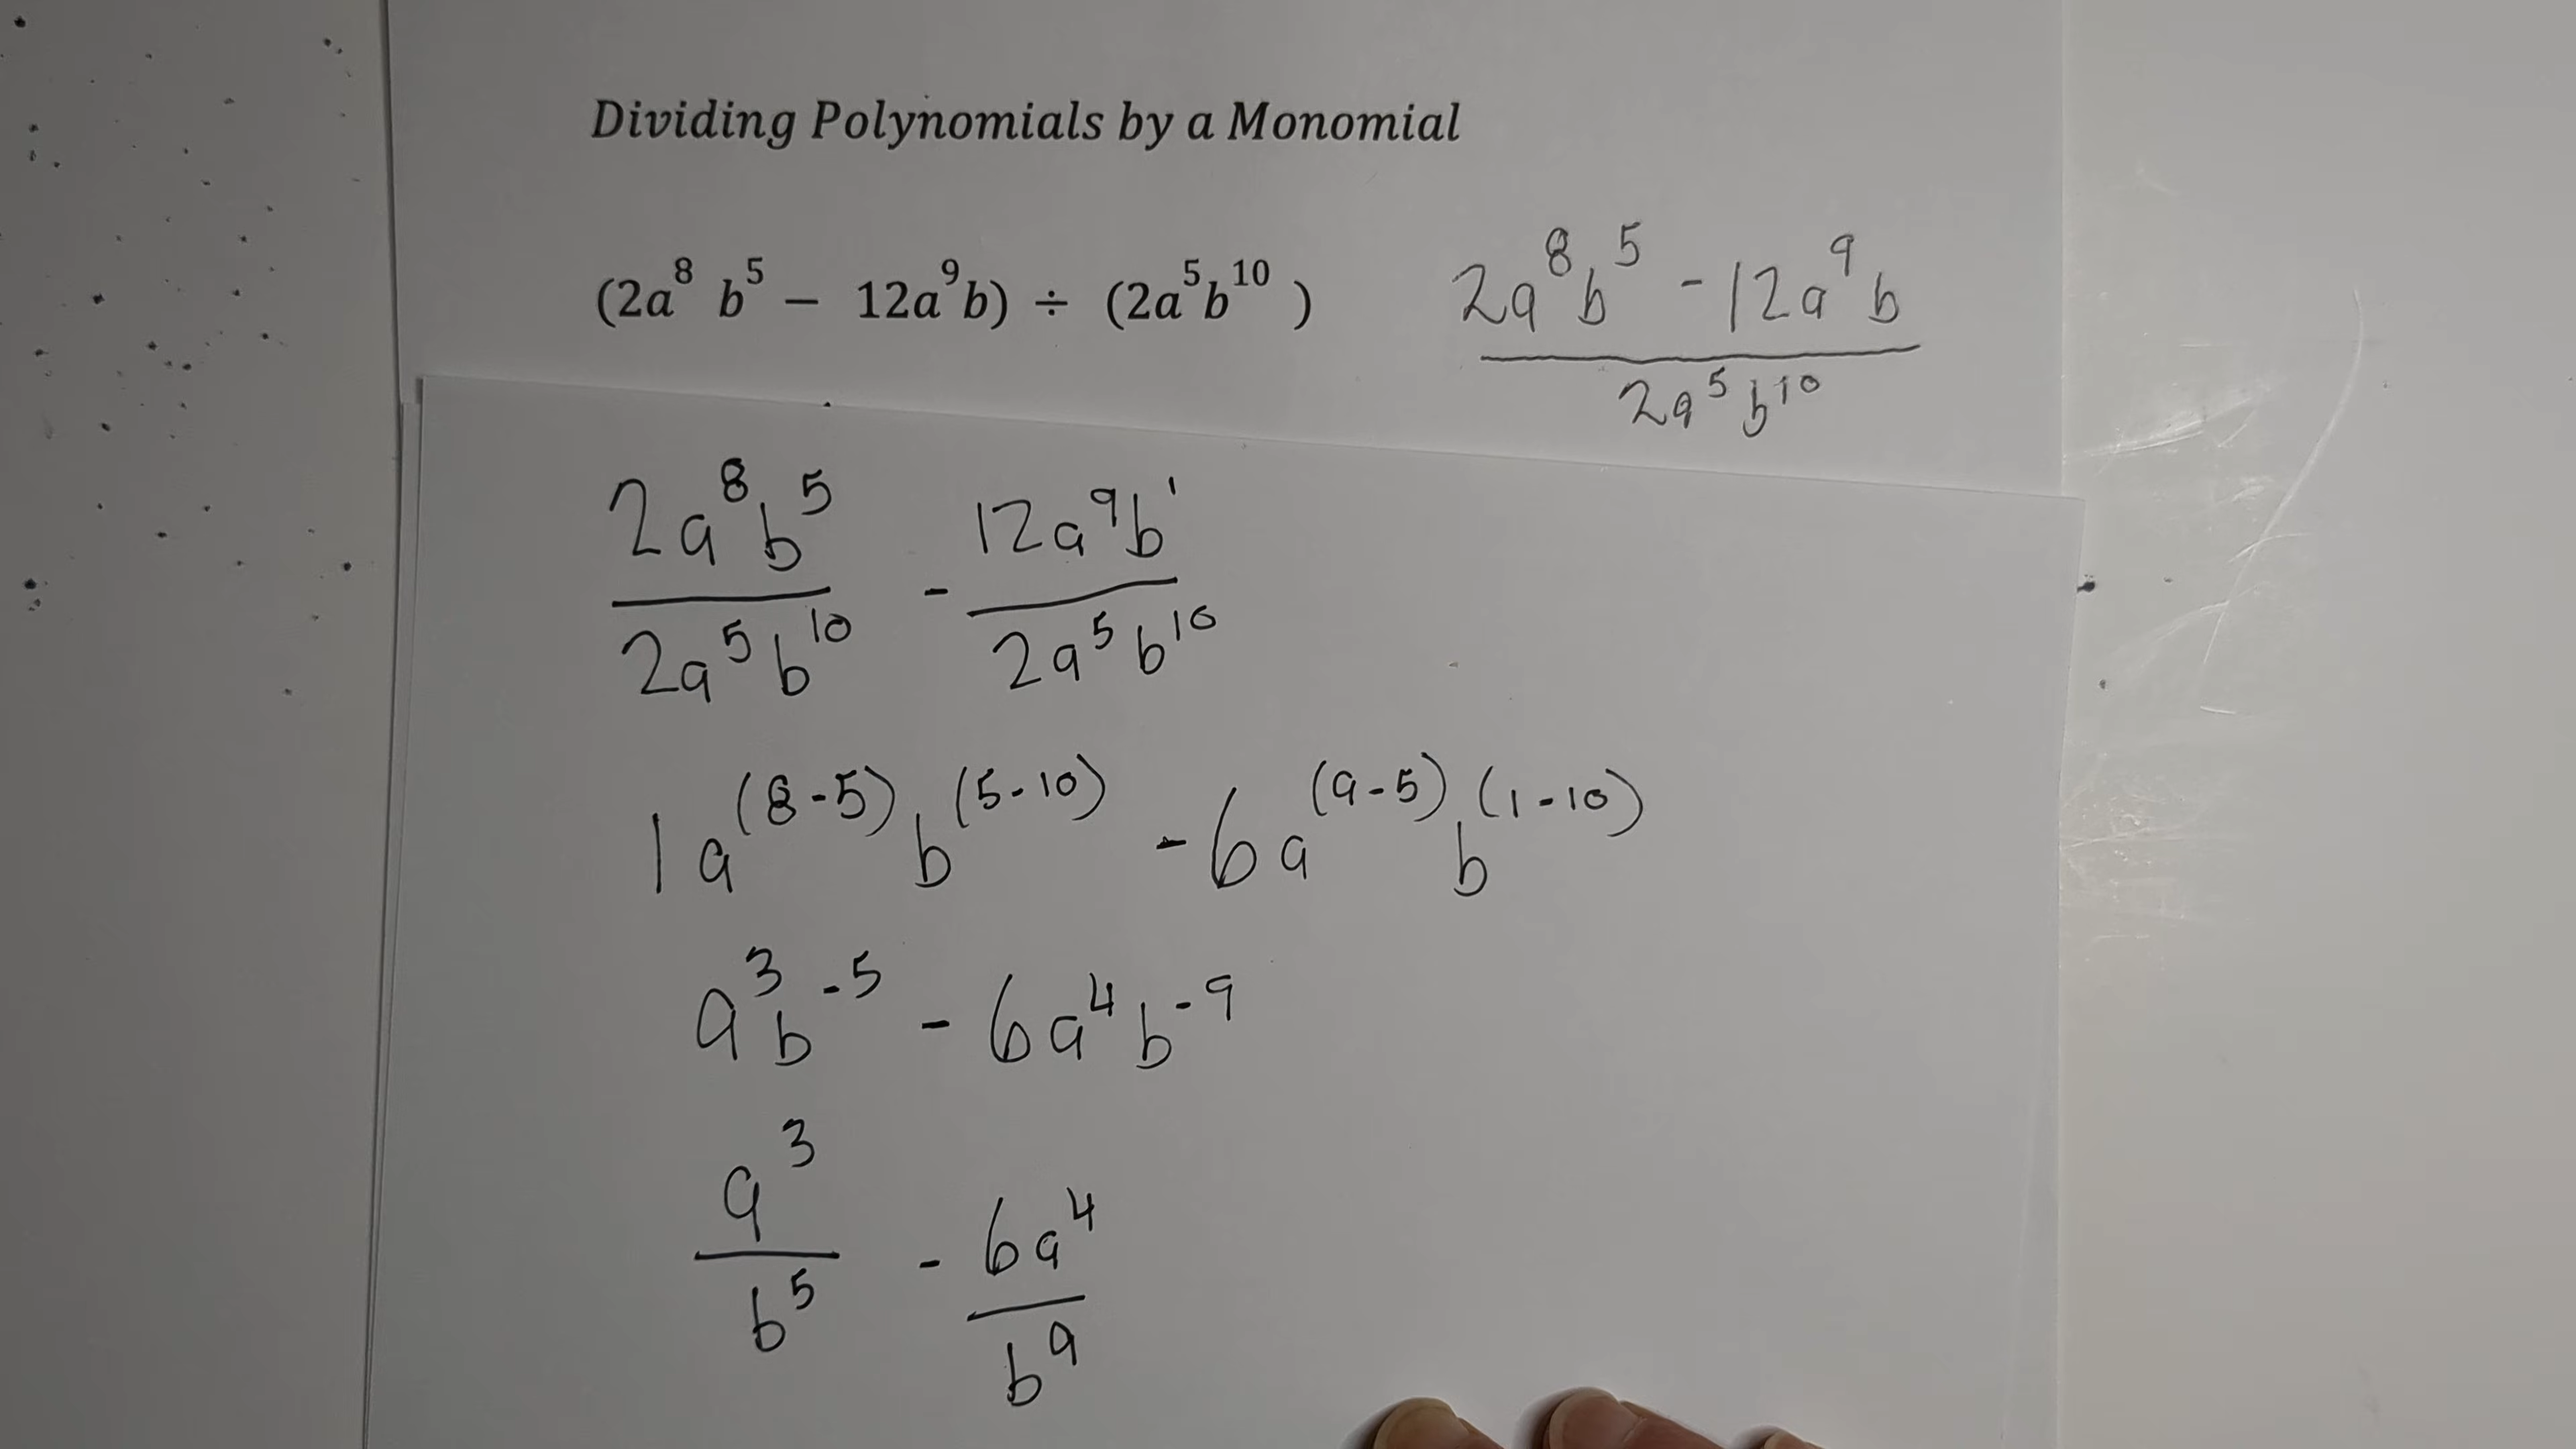 Dividing Polynomials by a Monomial
(2a⁸ b⁵ − 12a⁹b) ÷ (2a⁵b¹⁰ )
2a⁸b⁵ - 12a⁹b
2a⁵b¹⁰
2a⁸b⁵ - 12a⁹b¹
2a⁵b¹⁰ 2a⁵b¹⁰
1a⁽⁸⁻⁵⁾b⁽⁵⁻¹⁰⁾ - 6a⁽⁹⁻⁵⁾b⁽¹⁻¹⁰⁾
a³b⁻⁵ - 6a⁴b⁻⁹
a³ - 6a⁴
b⁵ b⁹